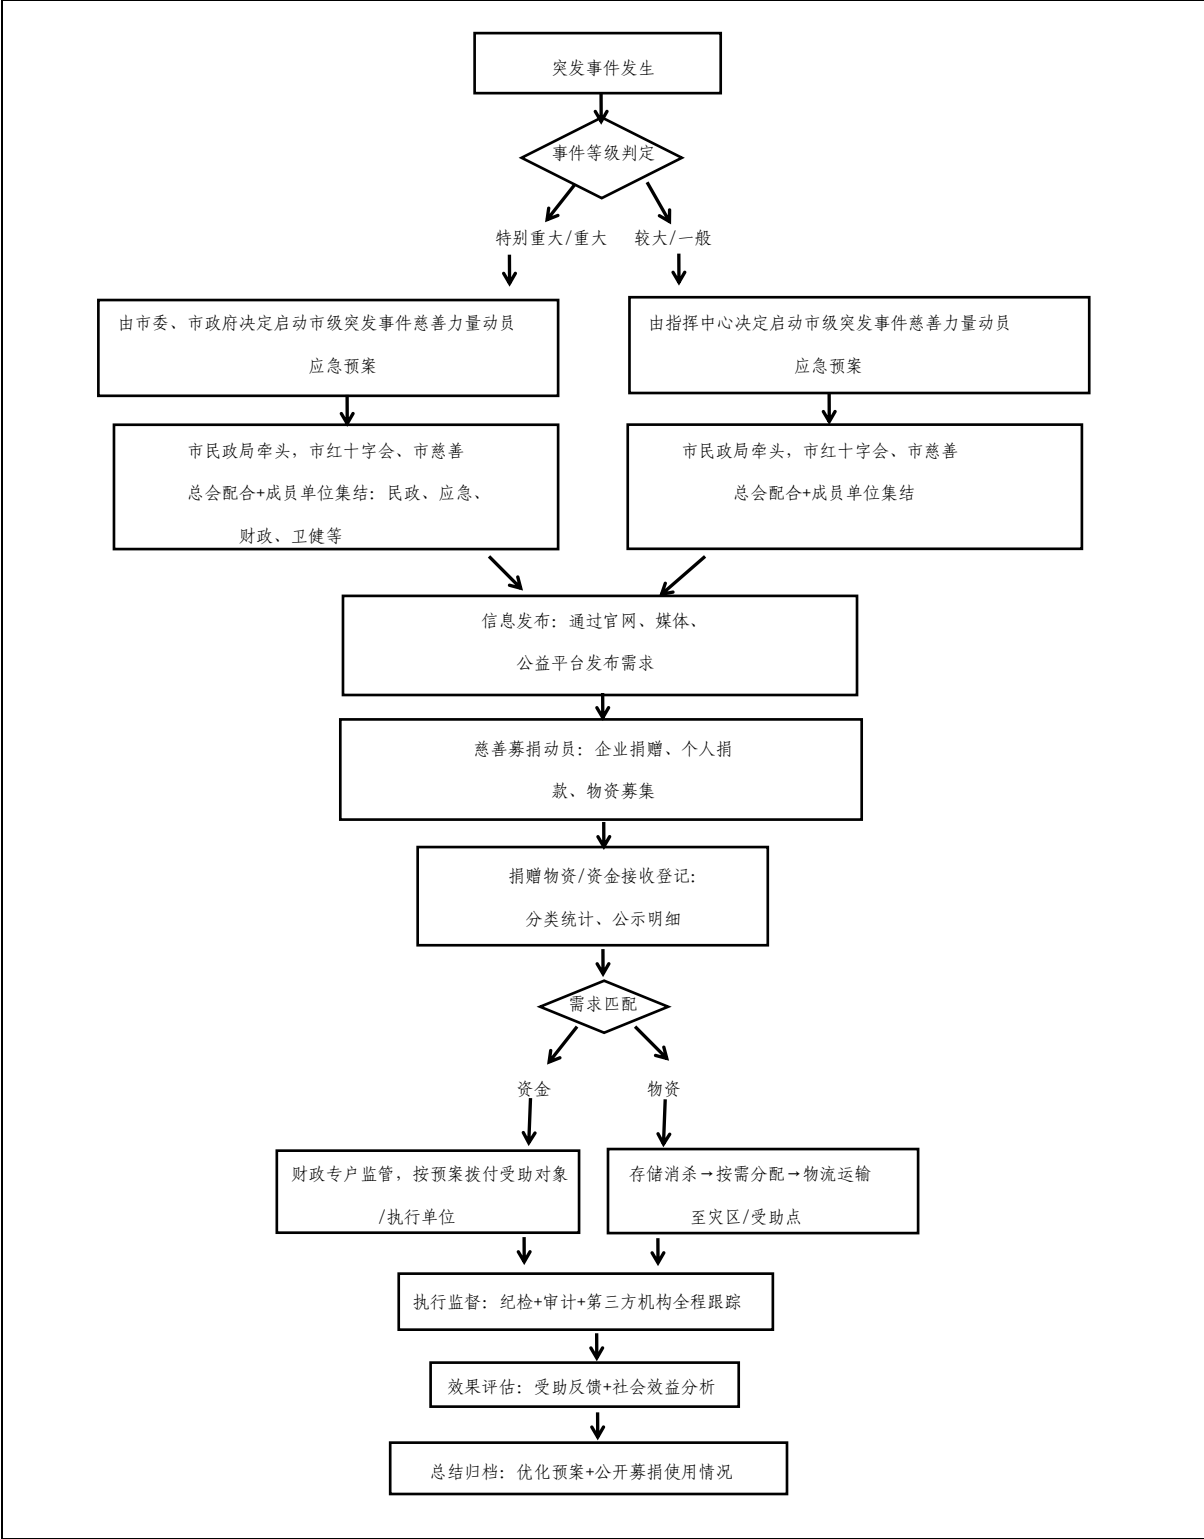 突发事件发生
事件等级判定
特别重大/重大
较大/一般
由市委、市政府决定启动市级突发事件慈善力量动员
应急预案
由指挥中心决定启动市级突发事件慈善力量动员
应急预案
市民政局牵头，市红十字会、市慈善
总会配合+成员单位集结：民政、应急、
财政、卫健等
市民政局牵头，市红十字会、市慈善
总会配合+成员单位集结
信息发布：通过官网、媒体、
公益平台发布需求
慈善募捐动员：企业捐赠、个人捐
款、物资募集
捐赠物资/资金接收登记：
分类统计、公示明细
需求匹配
资金
物资
财政专户监管，按预案拨付受助对象
/执行单位
存储消杀→按需分配→物流运输
至灾区/受助点
执行监督：纪检+审计+第三方机构全程跟踪
效果评估：受助反馈+社会效益分析
总结归档：优化预案+公开募捐使用情况